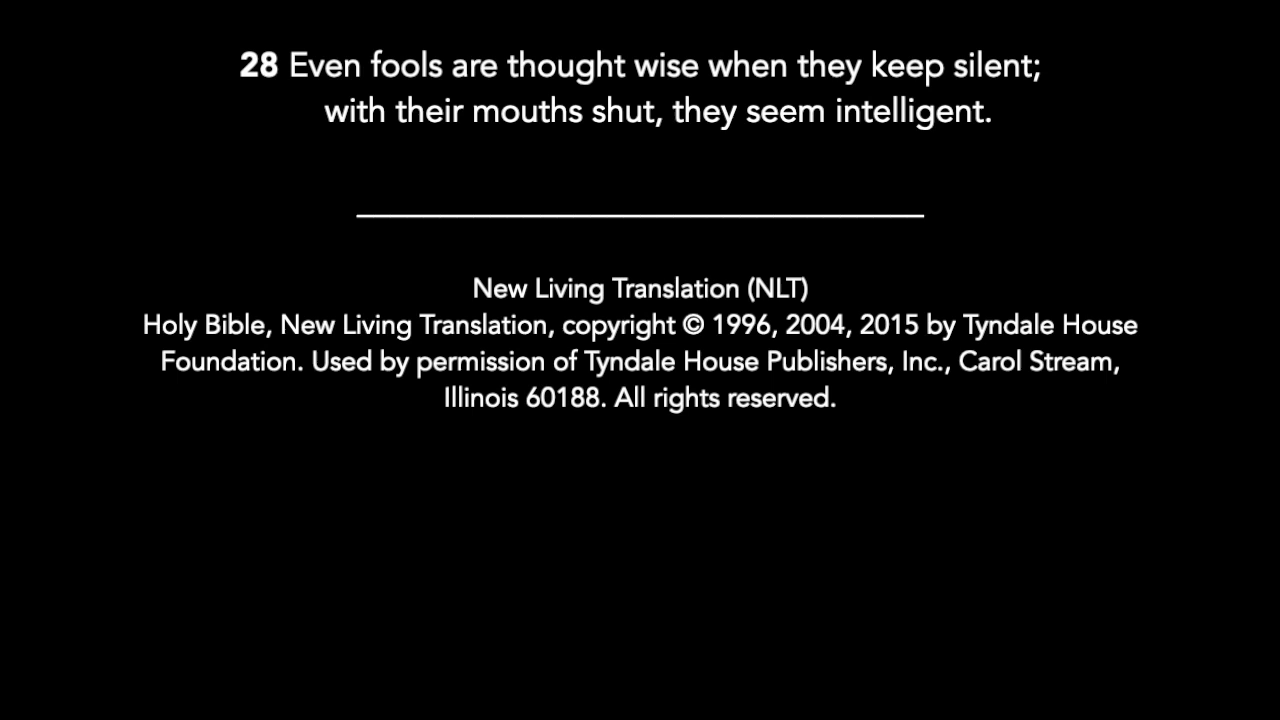 28 Even fools are thought wise when they keep silent;
with their mouths shut, they seem intelligent.
New Living Translation (NLT)
Holy Bible, New Living Translation, copyright © 1996, 2004, 2015 by Tyndale House
Foundation. Used by permission of Tyndale House Publishers, Inc., Carol Stream,
Illinois 60188. All rights reserved.